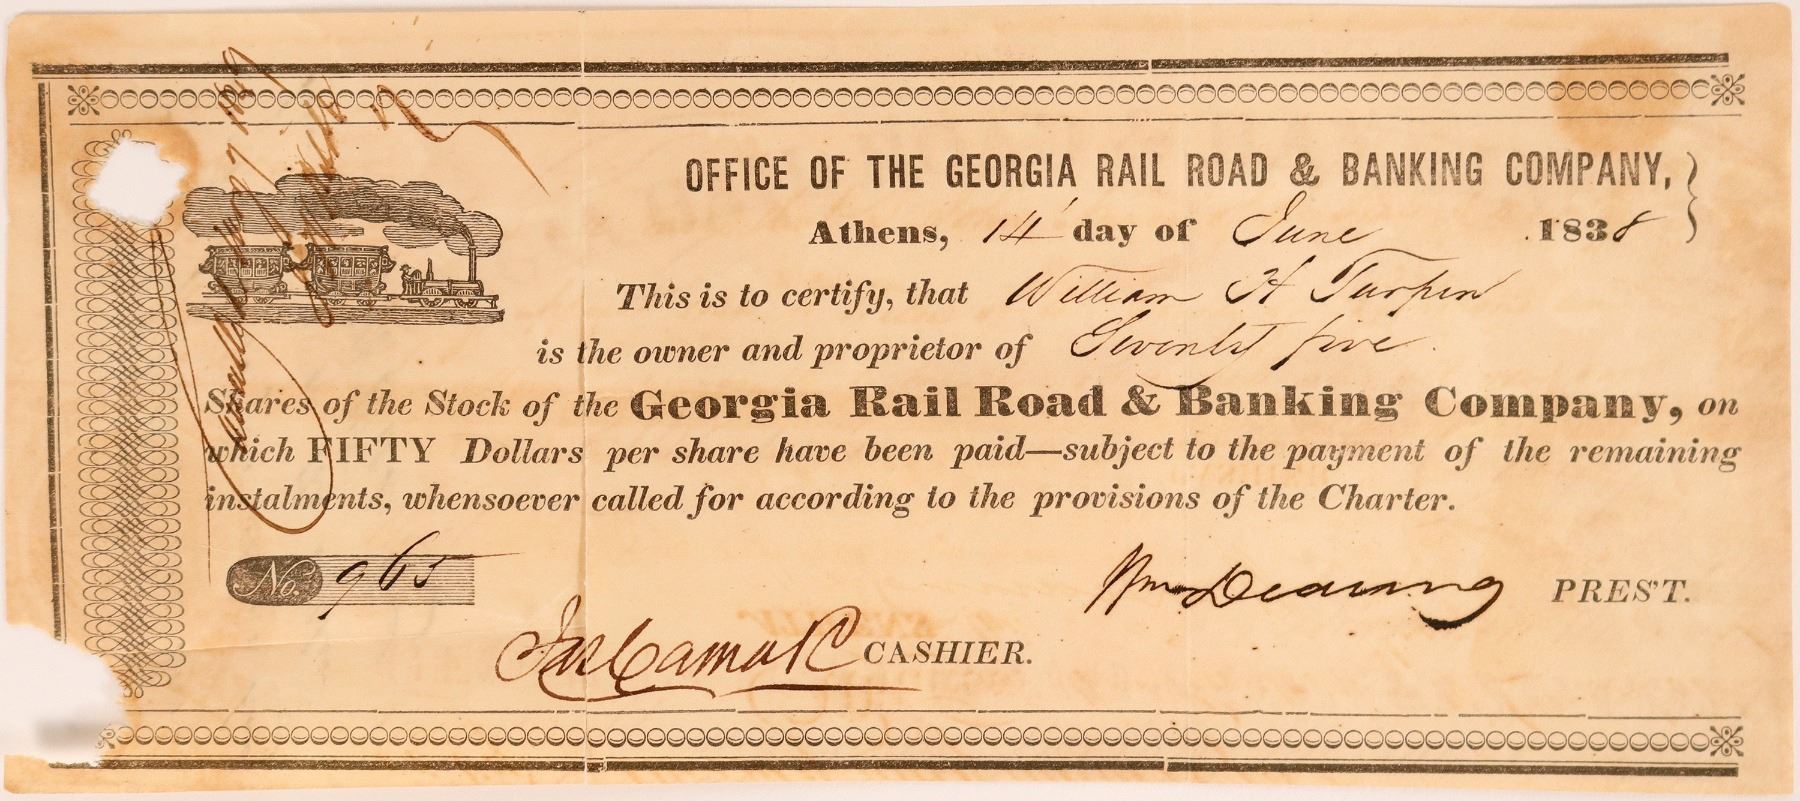 OFFICE OF THE GEORGIA RAIL ROAD & BANKING COMPANY,
Athens, 14 day of June 1838
This is to certify, that William H Turpin
is the owner and proprietor of Seventy five
Shares of the Stock of the Georgia Rail Road & Banking Company, on
which FIFTY Dollars per share have been paid—subject to the payment of the remaining
instalments, whensoever called for according to the provisions of the Charter.
No. 965
Wm Dearing PRES'T.
Jas Camak CASHIER.